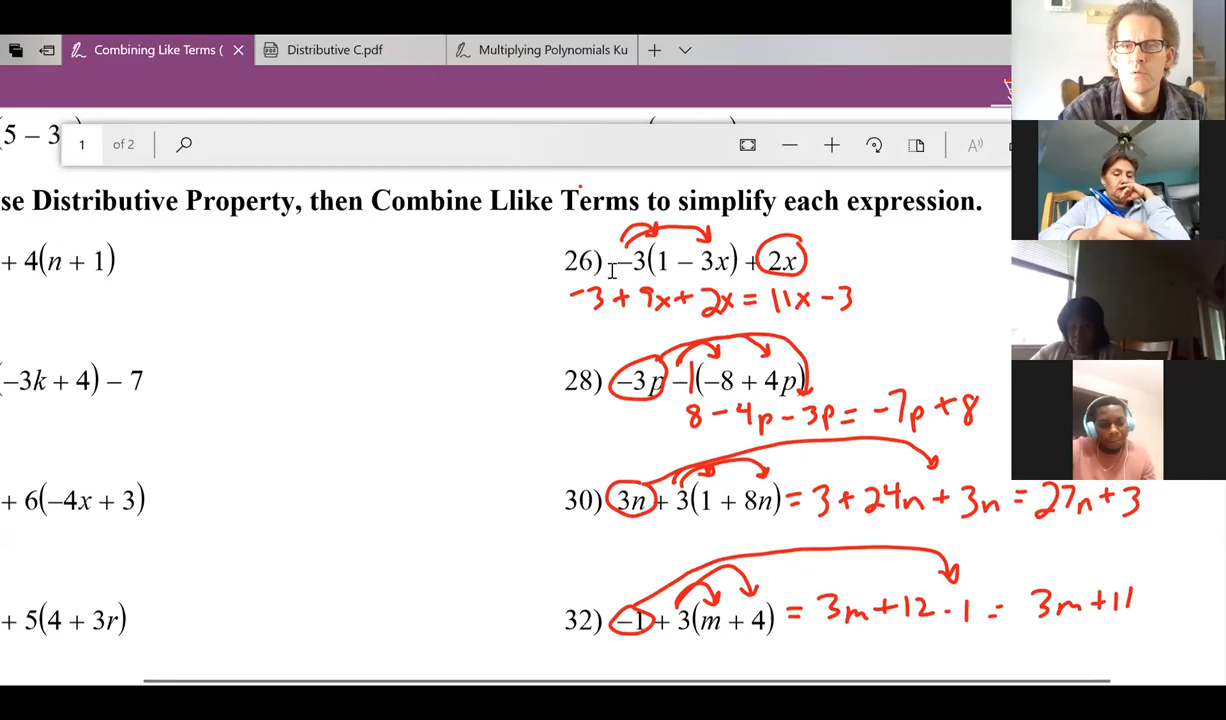 Combining Like Terms (
Distributive C.pdf
Multiplying Polynomials Ku
(5 − 3
1 of 2
se Distributive Property, then Combine Llike Terms to simplify each expression.
+ 4(n + 1)
26) −3(1 − 3x) + 2x
-3 + 9x + 2x = 11x - 3
(−3k + 4) − 7
28) −3p − 1(−8 + 4p)
8 - 4p - 3p = -7p + 8
+ 6(−4x + 3)
30) 3n + 3(1 + 8n) = 3 + 24n + 3n = 27n + 3
+ 5(4 + 3r)
32) −1 + 3(m + 4) = 3m + 12 - 1 = 3m + 11